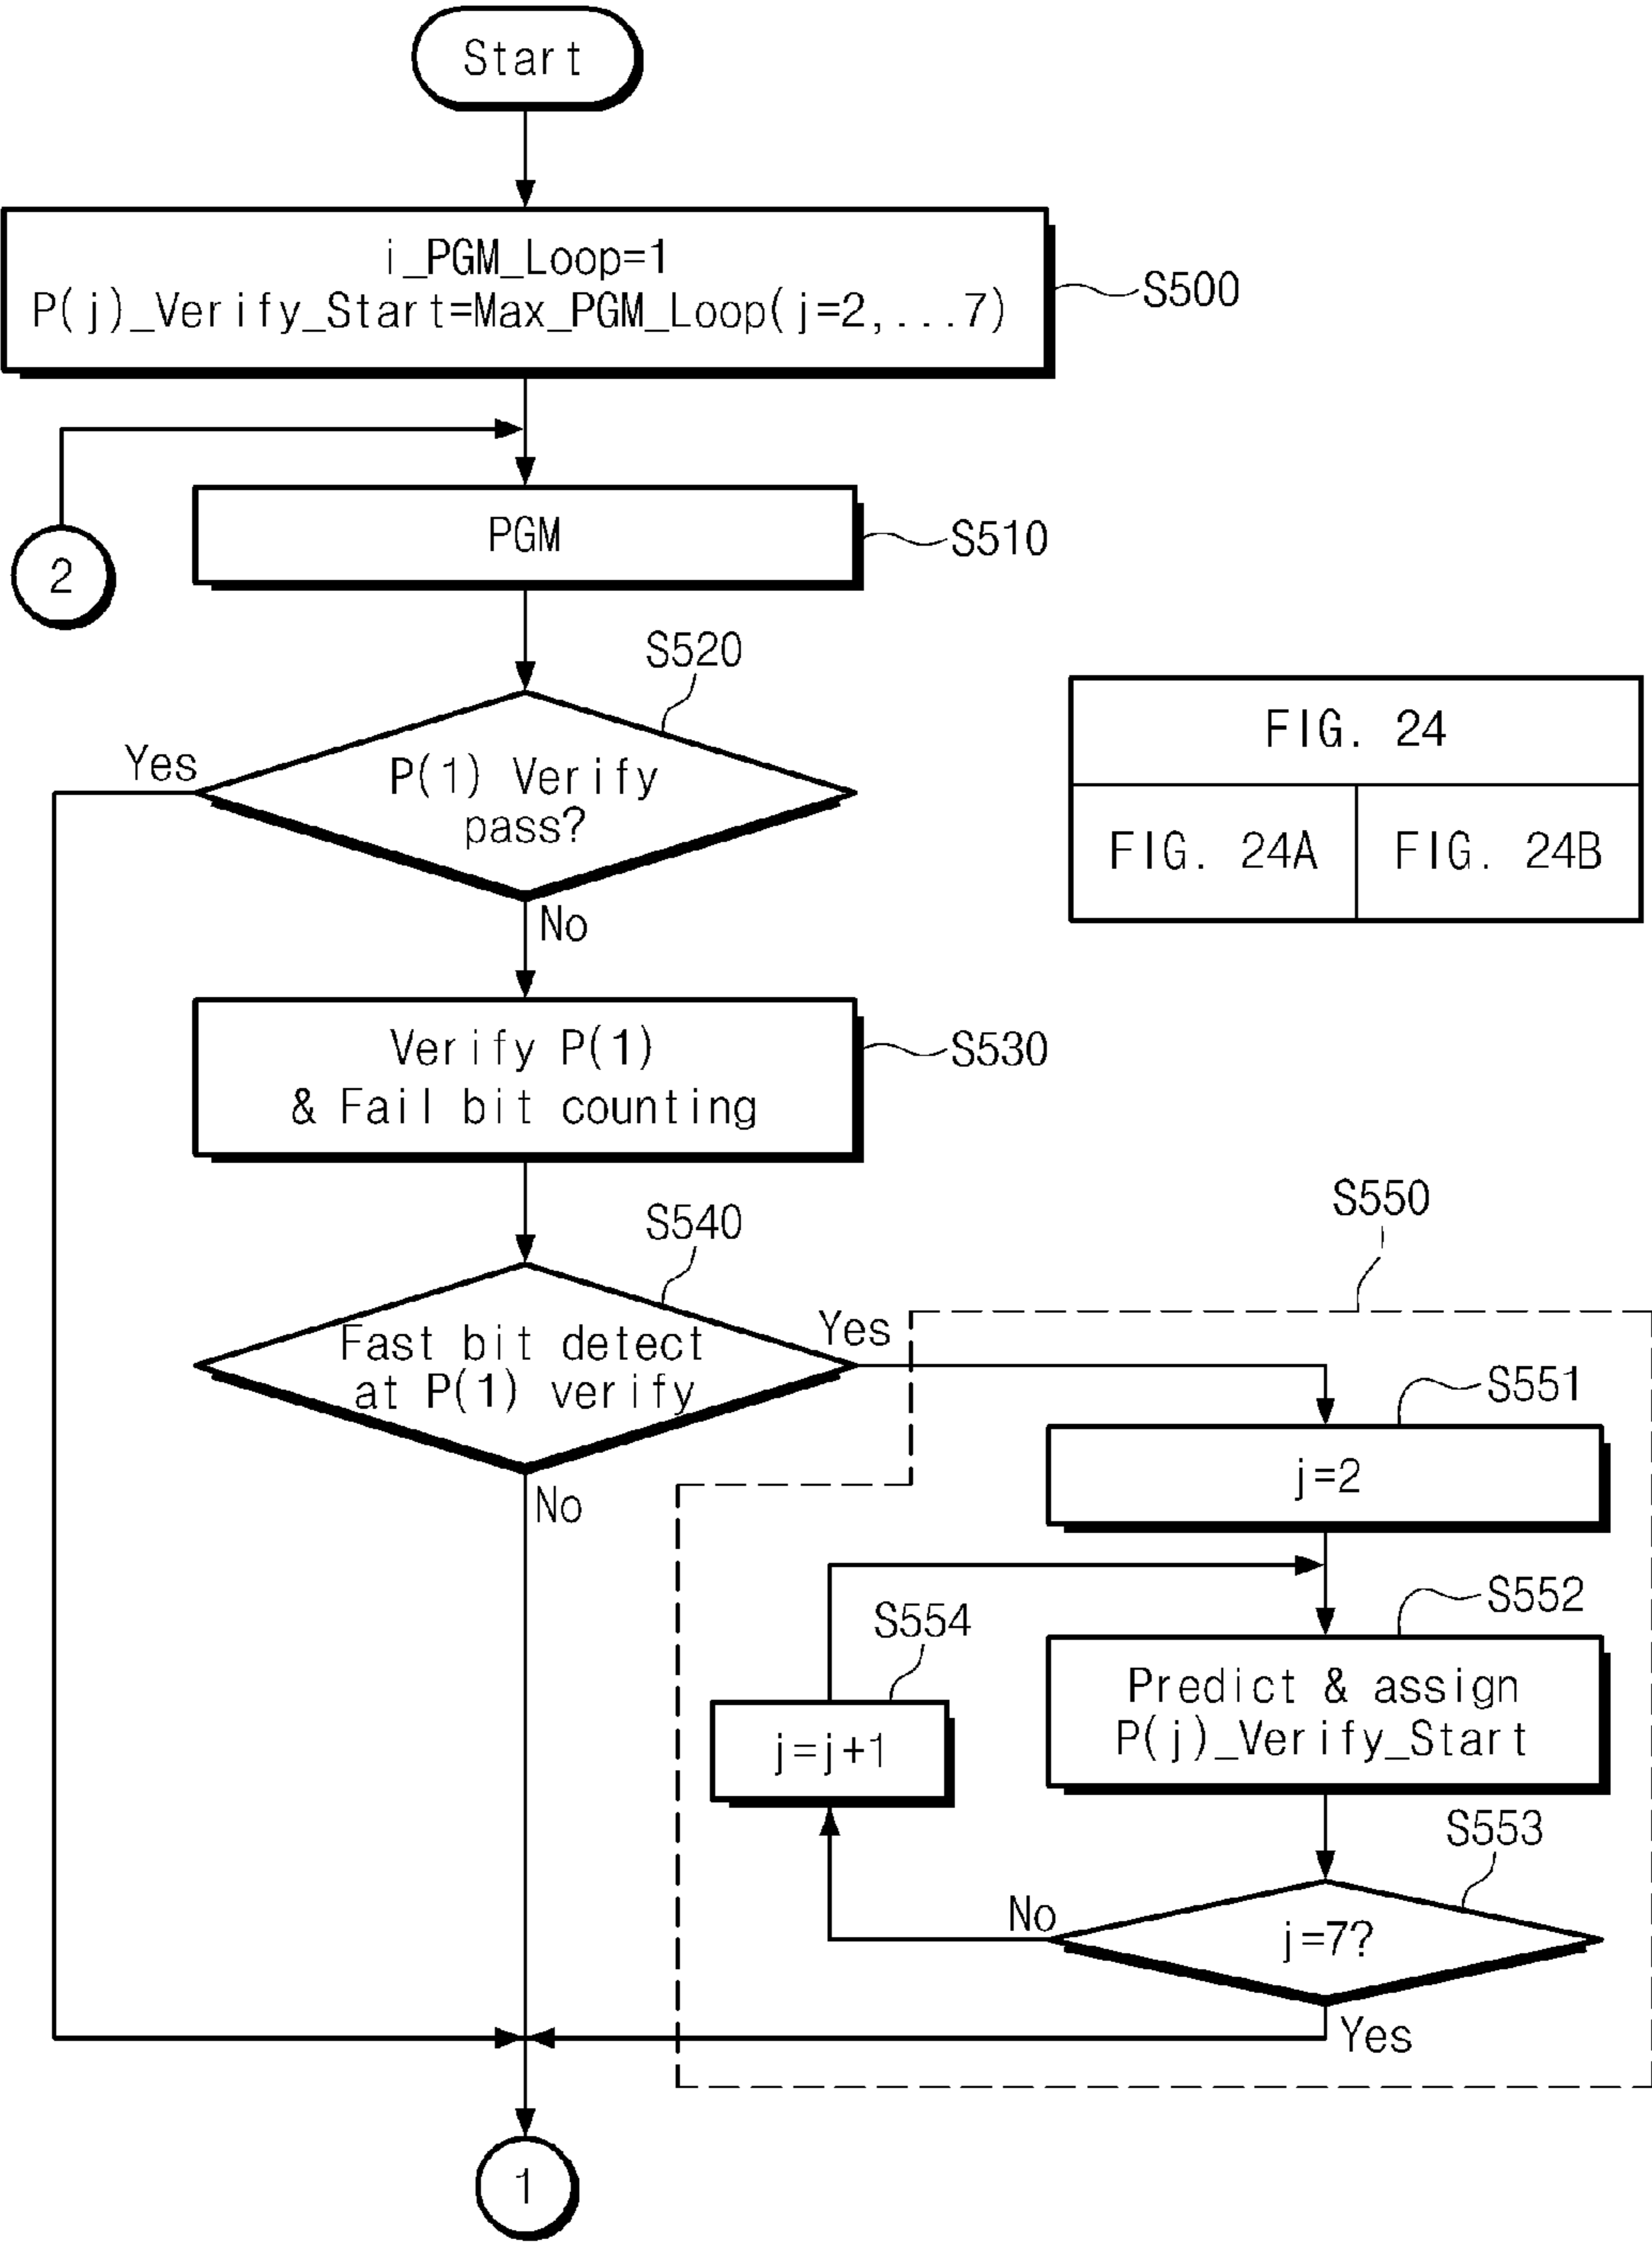 Start
i_PGM_Loop=1
P(j)_Verify_Start=Max_PGM_Loop(j=2,...7)
S500
PGM
S510
2
S520
Yes
P(1) Verify
pass?
No
FIG. 24
FIG. 24A
FIG. 24B
Verify P(1)
& Fail bit counting
S530
S540
Fast bit detect
at P(1) verify
Yes
No
S550
S551
j=2
S552
Predict & assign
P(j)_Verify_Start
S554
j=j+1
S553
j=7?
No
Yes
1